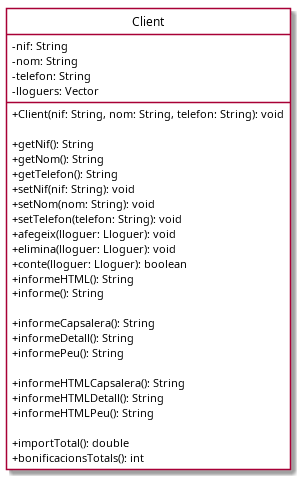 Client
-nif: String
-nom: String
-telefon: String
-lloguers: Vector
+Client(nif: String, nom: String, telefon: String): void
+getNif(): String
+getNom(): String
+getTelefon(): String
+setNif(nif: String): void
+setNom(nom: String): void
+setTelefon(telefon: String): void
+afegeix(lloguer: Lloguer): void
+elimina(lloguer: Lloguer): void
+conte(lloguer: Lloguer): boolean
+informeHTML(): String
+informe(): String
+informeCapsalera(): String
+informeDetall(): String
+informePeu(): String
+informeHTMLCapsalera(): String
+informeHTMLDetall(): String
+informeHTMLPeu(): String
+importTotal(): double
+bonificacionsTotals(): int